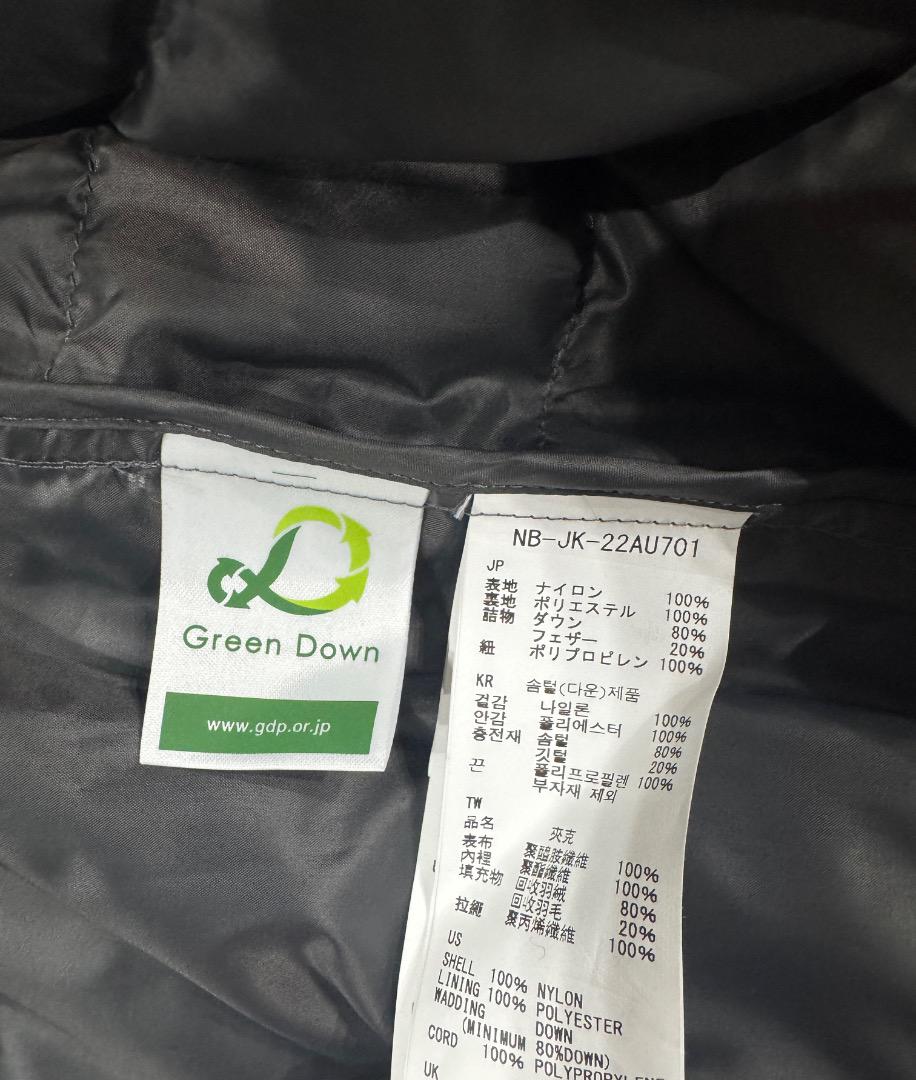 Green Down
www.gdp.or.jp
NB-JK-22AU701
JP
表地 ナイロン 100%
裏地 ポリエステル 100%
詰物 ダウン 80%
フェザー 20%
紐 ポリプロピレン 100%
KR 솜털(다운)제품
겉감 나일론 100%
안감 폴리에스터 100%
충전재 솜털 80%
깃털 20%
끈 폴리프로필렌 100%
부자재 제외
TW
品名 夾克
表布 聚醯胺纖維 100%
內裡 聚酯纖維 100%
填充物 回收羽絨 80%
回收羽毛 20%
拉繩 聚丙烯纖維 100%
US
SHELL 100% NYLON
LINING 100% POLYESTER
WADDING DOWN
(MINIMUM 80%DOWN)
CORD 100% POLYPROPYLENE
UK